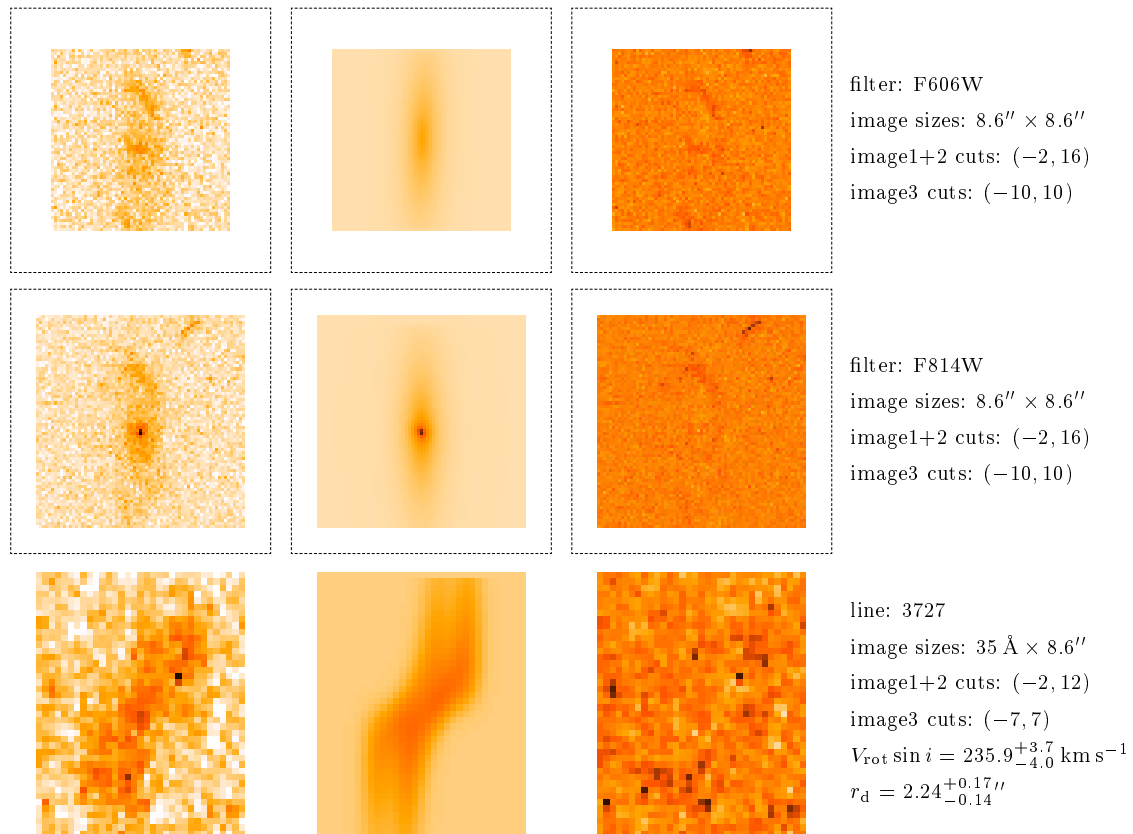 filter: F606W
image sizes: 8.6′′ × 8.6′′
image1+2 cuts: (−2, 16)
image3 cuts: (−10, 10)
filter: F814W
image sizes: 8.6′′ × 8.6′′
image1+2 cuts: (−2, 16)
image3 cuts: (−10, 10)
line: 3727
image sizes: 35 Å × 8.6′′
image1+2 cuts: (−2, 12)
image3 cuts: (−7, 7)
V_rot sin i = 235.9^{+3.7}_{−4.0} km s^{−1}
r_d = 2.24^{+0.17}_{−0.14}′′